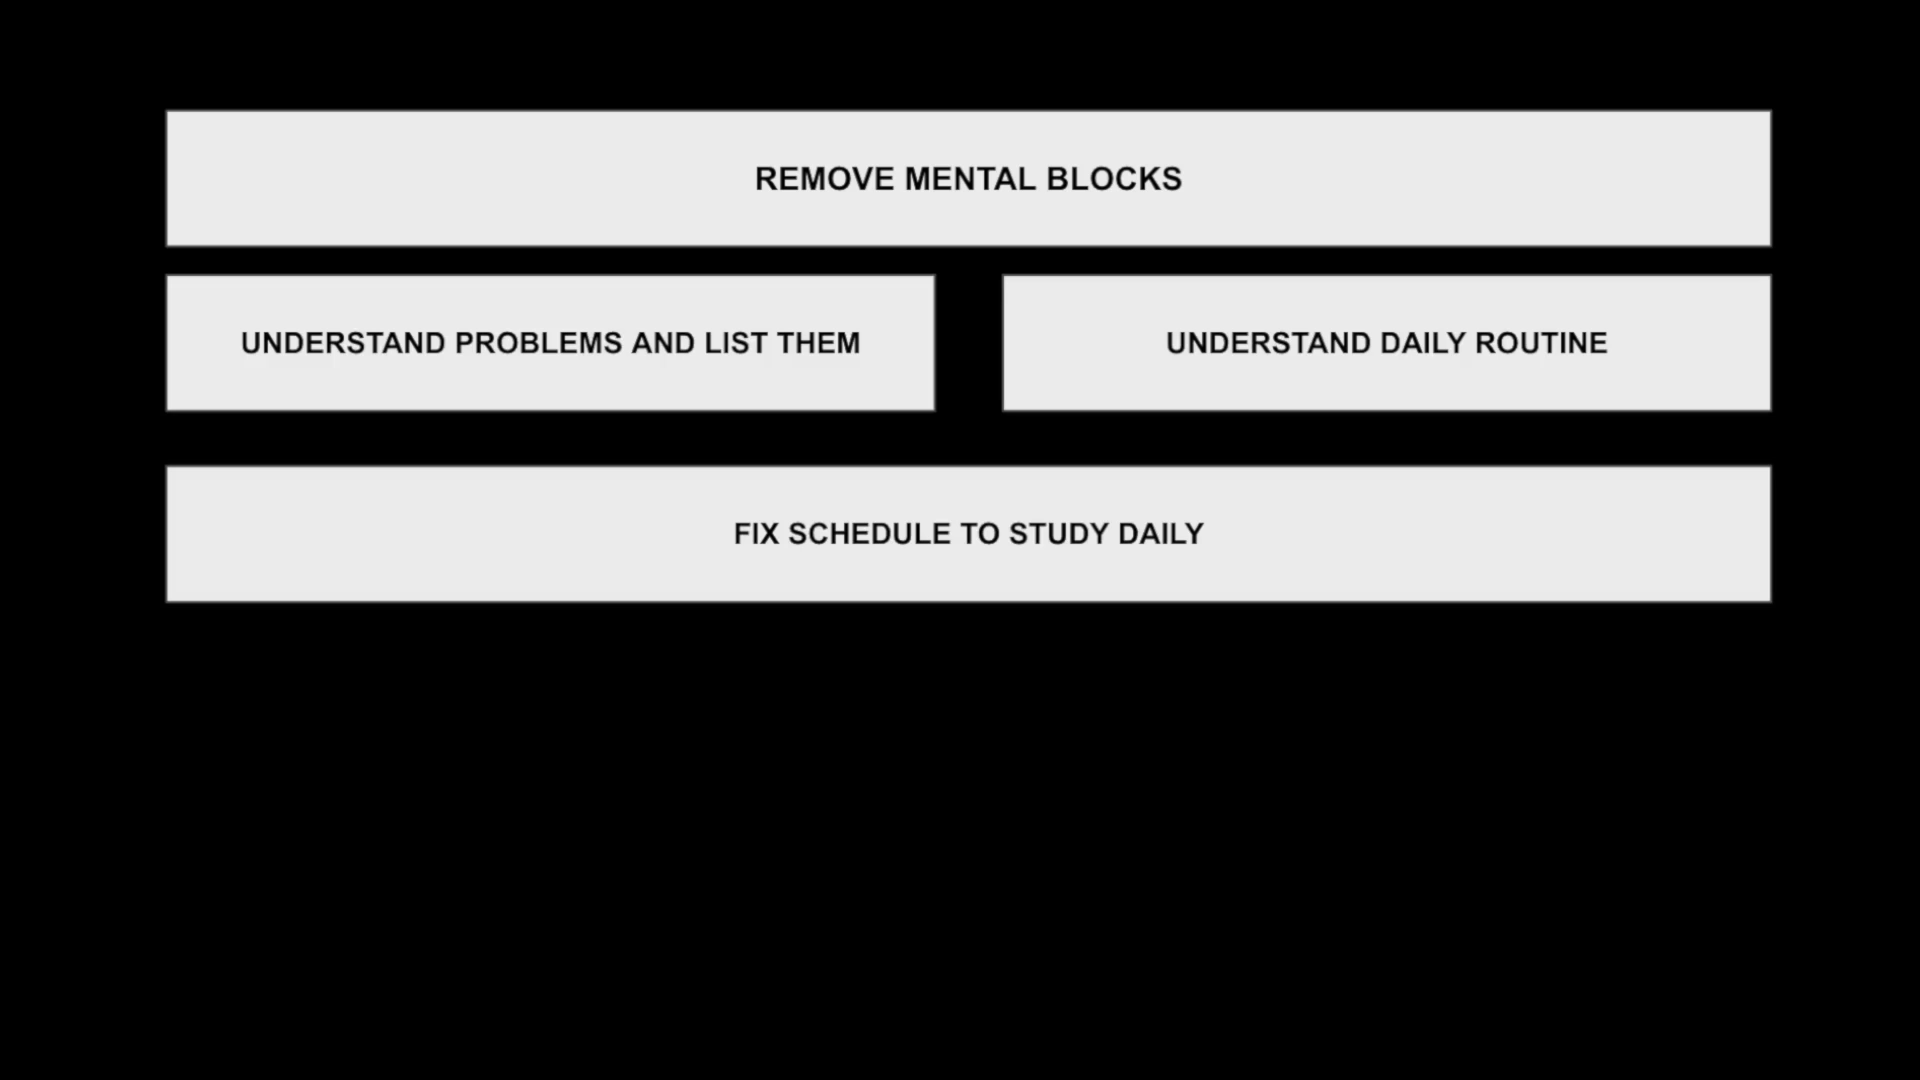 REMOVE MENTAL BLOCKS
UNDERSTAND PROBLEMS AND LIST THEM
UNDERSTAND DAILY ROUTINE
FIX SCHEDULE TO STUDY DAILY